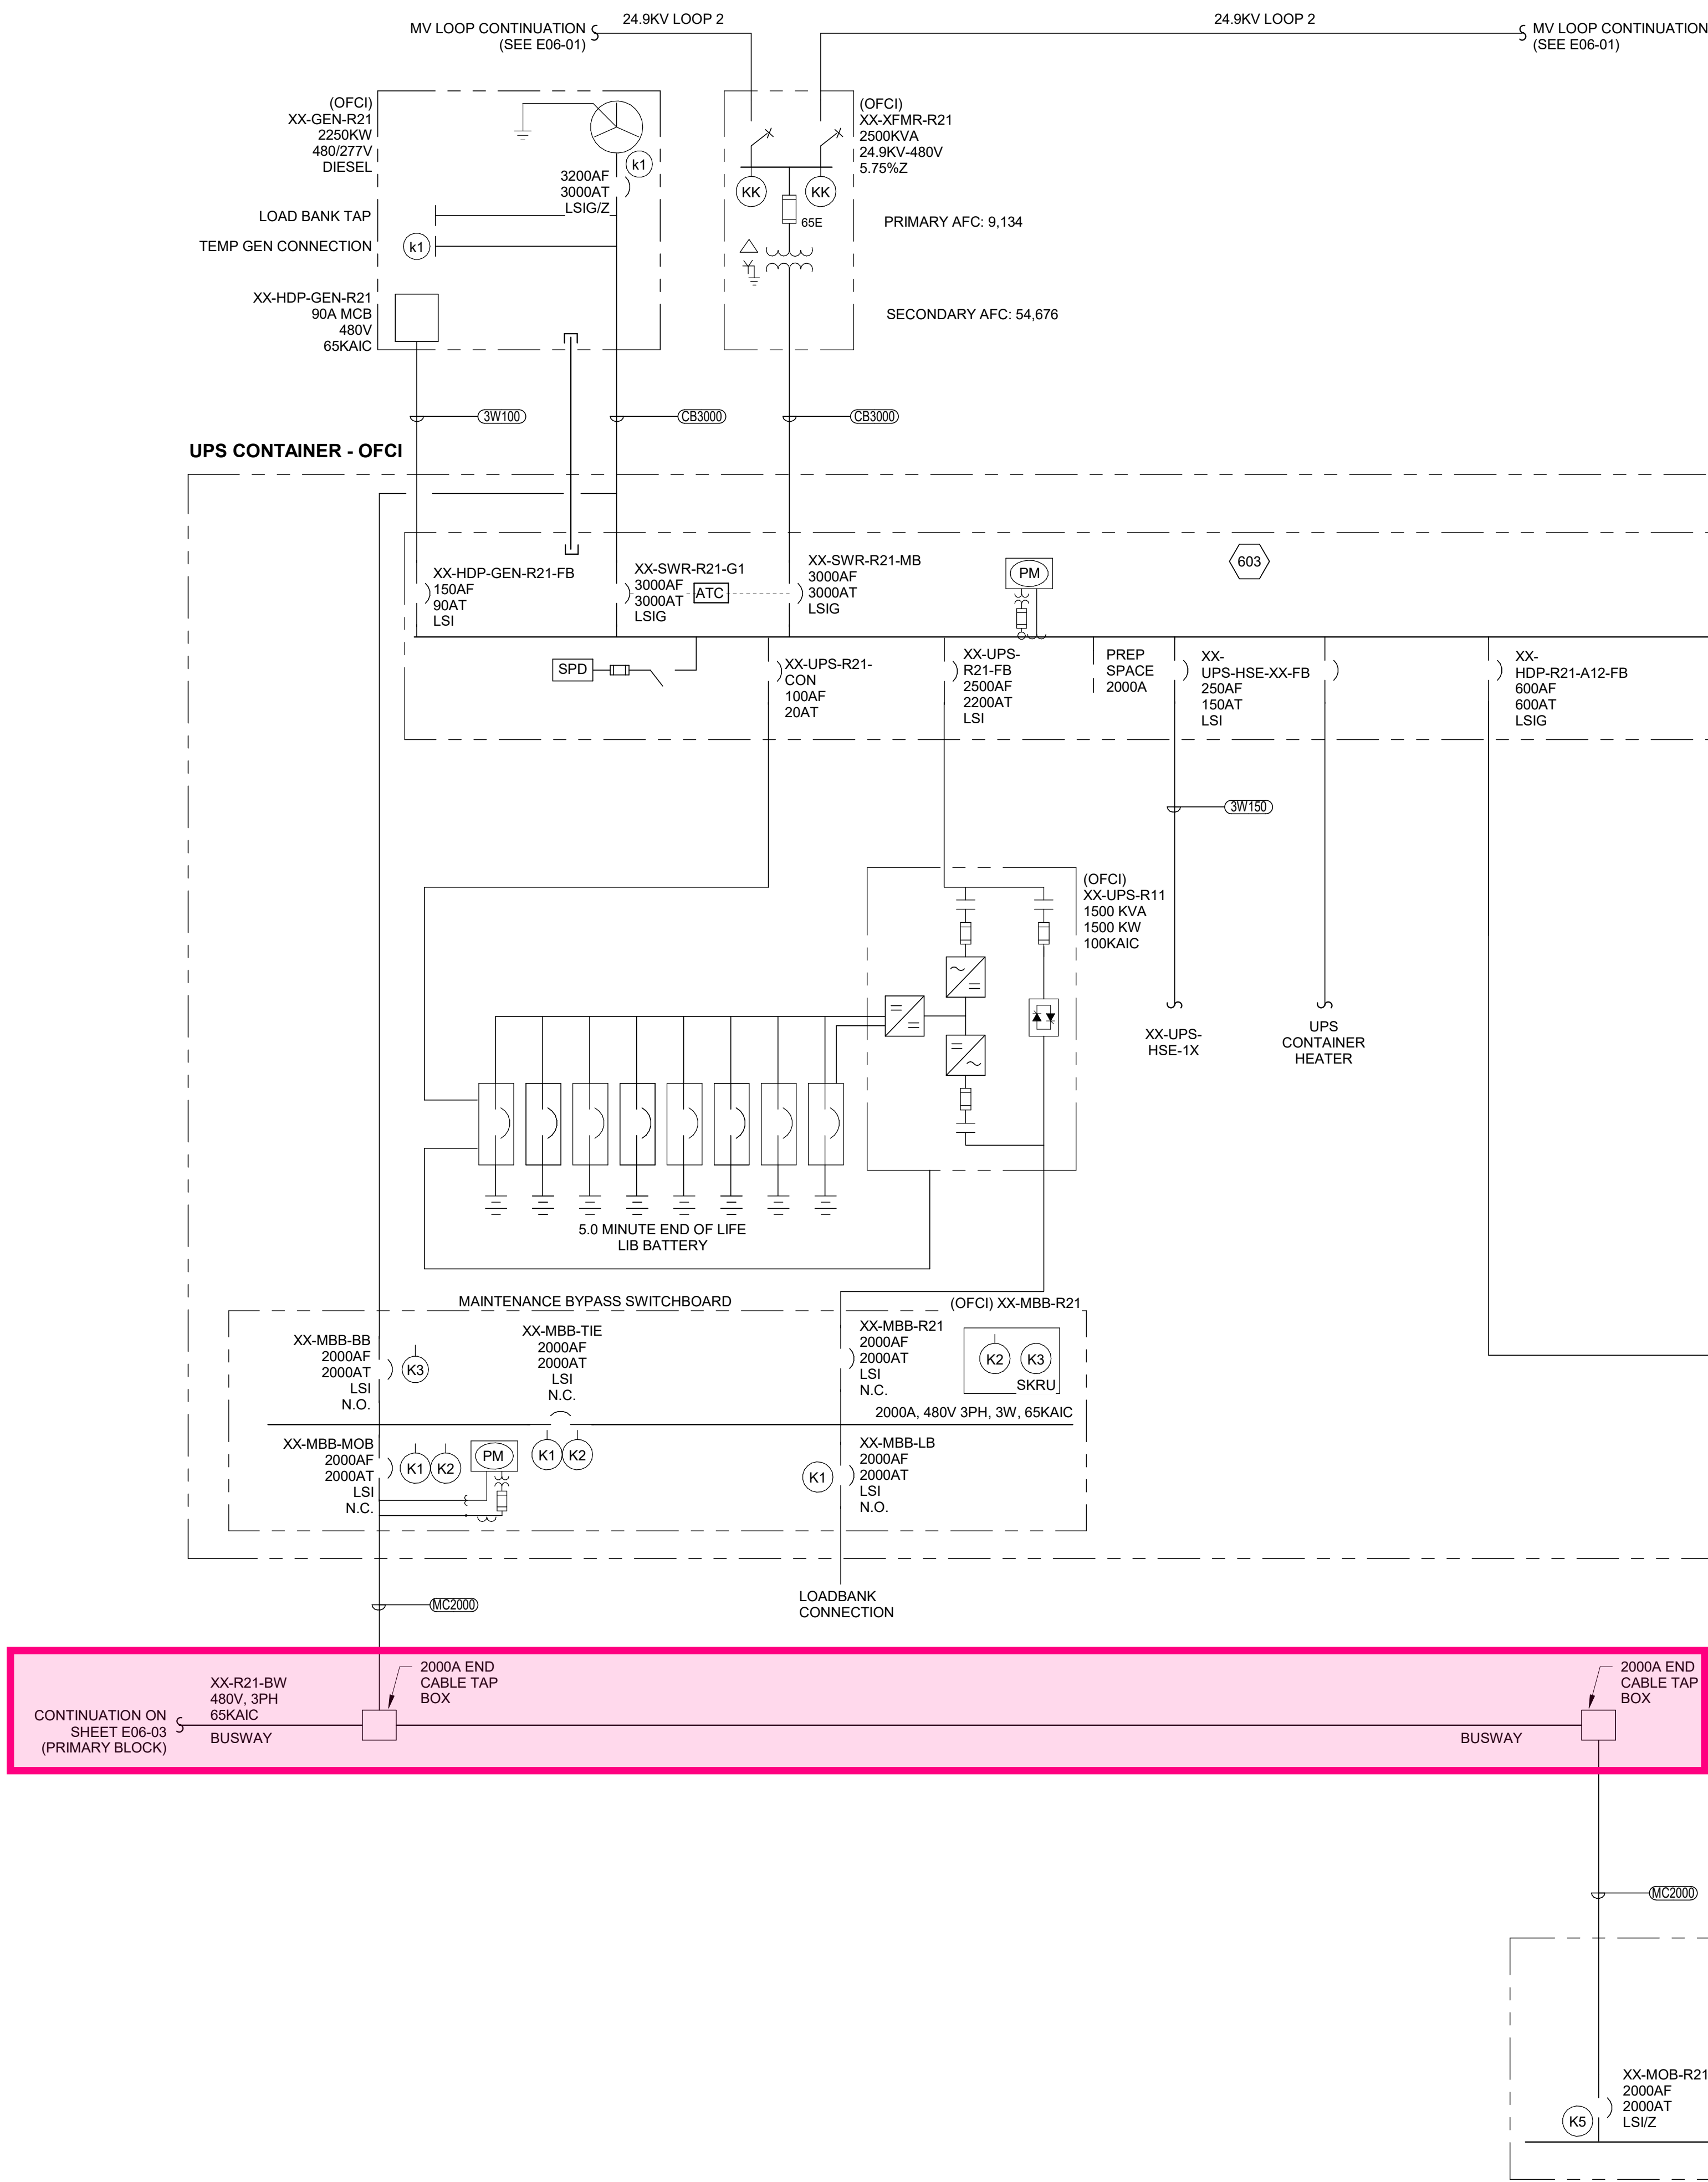 24.9KV LOOP 2
24.9KV LOOP 2
MV LOOP CONTINUATION
(SEE E06-01)
MV LOOP CONTINUATION
(SEE E06-01)
(OFCI)
XX-GEN-R21
2250KW
480/277V
DIESEL
k1
3200AF
3000AT
LSIG/Z
LOAD BANK TAP
TEMP GEN CONNECTION
k1
XX-HDP-GEN-R21
90A MCB
480V
65KAIC
(OFCI)
XX-XFMR-R21
2500KVA
24.9KV-480V
5.75%Z
KK
KK
65E
PRIMARY AFC: 9,134
SECONDARY AFC: 54,676
3W100
CB3000
CB3000
UPS CONTAINER - OFCI
XX-HDP-GEN-R21-FB
150AF
90AT
LSI
XX-SWR-R21-G1
3000AF
3000AT
LSIG
ATC
XX-SWR-R21-MB
3000AF
3000AT
LSIG
PM
603
SPD
XX-UPS-R21-
CON
100AF
20AT
XX-UPS-
R21-FB
2500AF
2200AT
LSI
PREP
SPACE
2000A
XX-
UPS-HSE-XX-FB
250AF
150AT
LSI
XX-
HDP-R21-A12-FB
600AF
600AT
LSIG
3W150
(OFCI)
XX-UPS-R11
1500 KVA
1500 KW
100KAIC
XX-UPS-
HSE-1X
UPS
CONTAINER
HEATER
5.0 MINUTE END OF LIFE
LIB BATTERY
MAINTENANCE BYPASS SWITCHBOARD
(OFCI) XX-MBB-R21
XX-MBB-BB
2000AF
2000AT
LSI
N.O.
K3
XX-MBB-TIE
2000AF
2000AT
LSI
N.C.
XX-MBB-R21
2000AF
2000AT
LSI
N.C.
K2
K3
SKRU
2000A, 480V 3PH, 3W, 65KAIC
XX-MBB-MOB
2000AF
2000AT
LSI
N.C.
K1
K2
PM
K1
K2
K1
XX-MBB-LB
2000AF
2000AT
LSI
N.O.
LOADBANK
CONNECTION
MC2000
CONTINUATION ON
SHEET E06-03
(PRIMARY BLOCK)
XX-R21-BW
480V, 3PH
65KAIC
BUSWAY
2000A END
CABLE TAP
BOX
BUSWAY
2000A END
CABLE TAP
BOX
MC2000
K5
XX-MOB-R21
2000AF
2000AT
LSI/Z